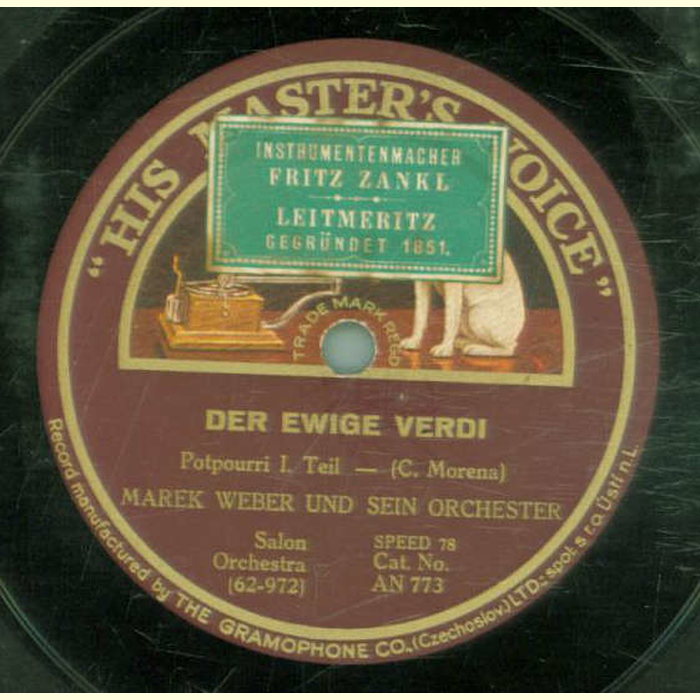 "HIS MASTER'S VOICE"
INSTRUMENTENMACHER
FRITZ ZANKL
LEITMERITZ
GEGRÜNDET 1851.
TRADE MARK REGD
DER EWIGE VERDI
Potpourri I. Teil — (C. Morena)
MAREK WEBER UND SEIN ORCHESTER
Salon
Orchestra
(62-972)
SPEED 78
Cat. No.
AN 773
Record manufactured by THE GRAMOPHONE CO., (Czechoslov.) LTD.: spol. s r. o. Ústí n. L.